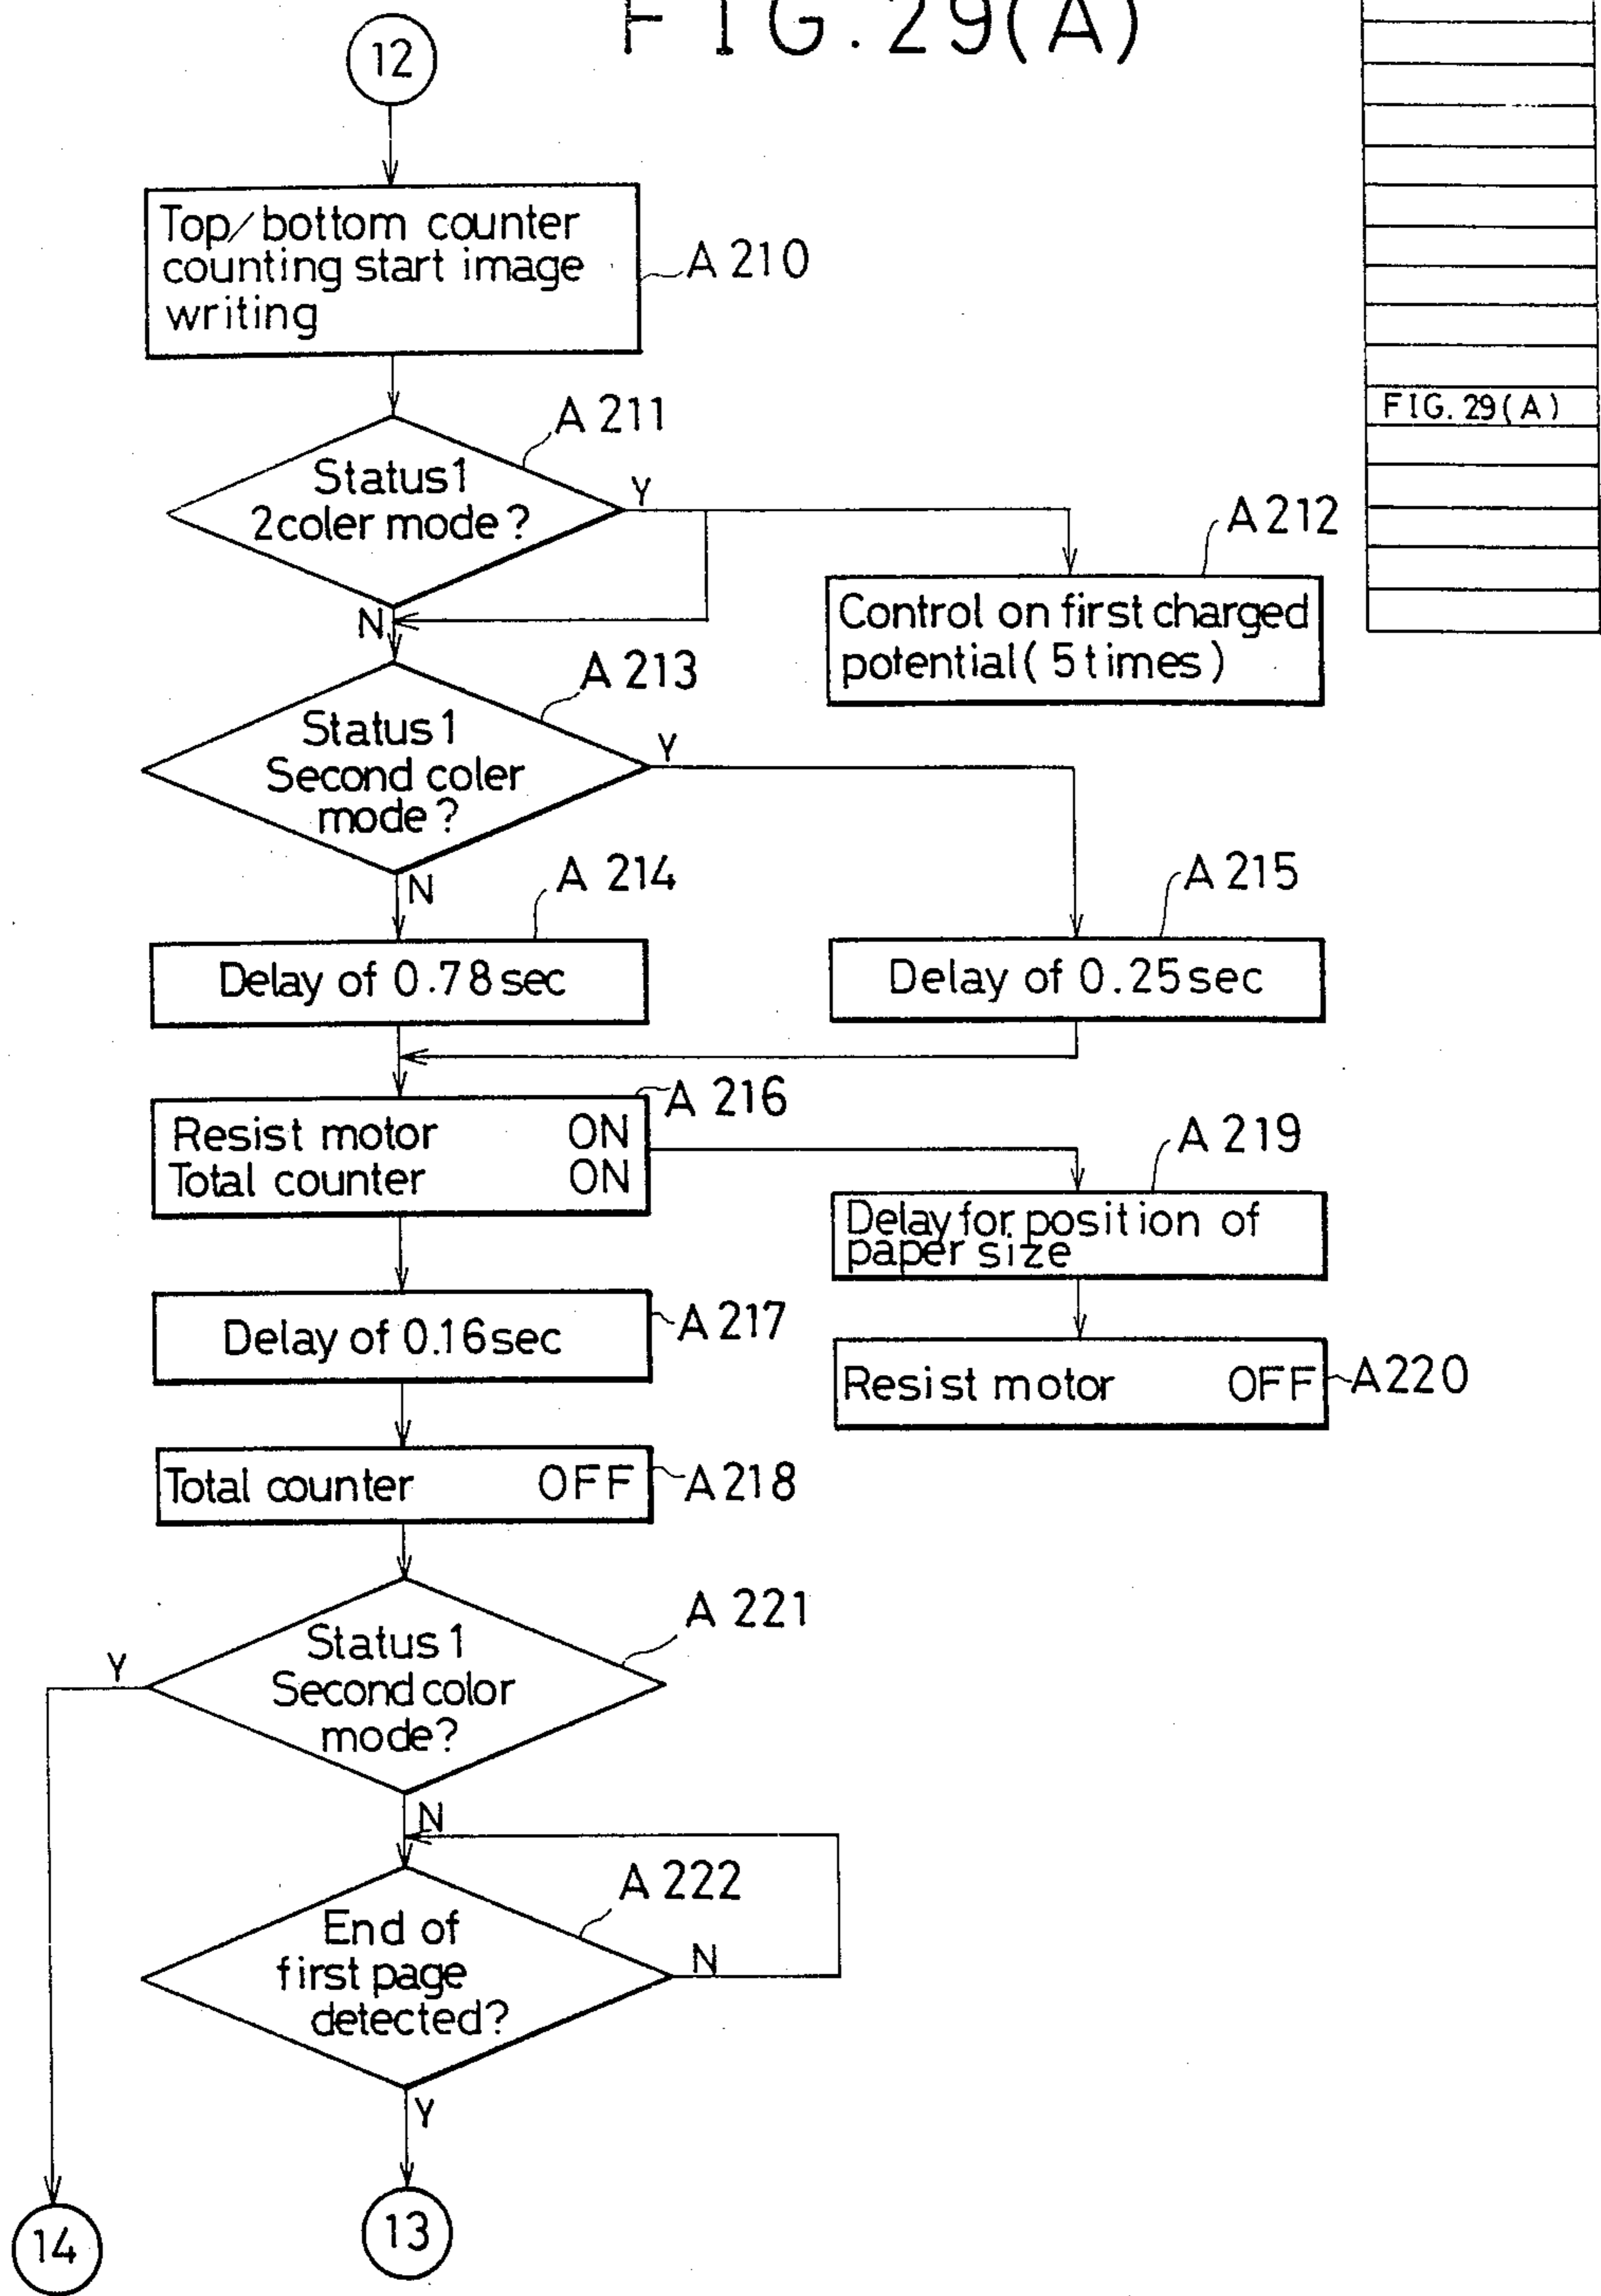 FIG.29(A)
12
Top/bottom counter
counting start image
writing
A 210
A 211
Status 1
2coler mode?
Y
N
A 212
Control on first charged
potential (5 times)
FIG. 29(A)
A 213
Status 1
Second coler
mode?
Y
N
A 214
Delay of 0.78 sec
A 215
Delay of 0.25 sec
A 216
Resist motor ON
Total counter ON
A 219
Delay for position of
paper size
A 217
Delay of 0.16 sec
Resist motor OFF
A220
Total counter OFF
A218
A 221
Status 1
Second color
mode?
Y
N
A 222
End of
first page
detected?
N
Y
14
13